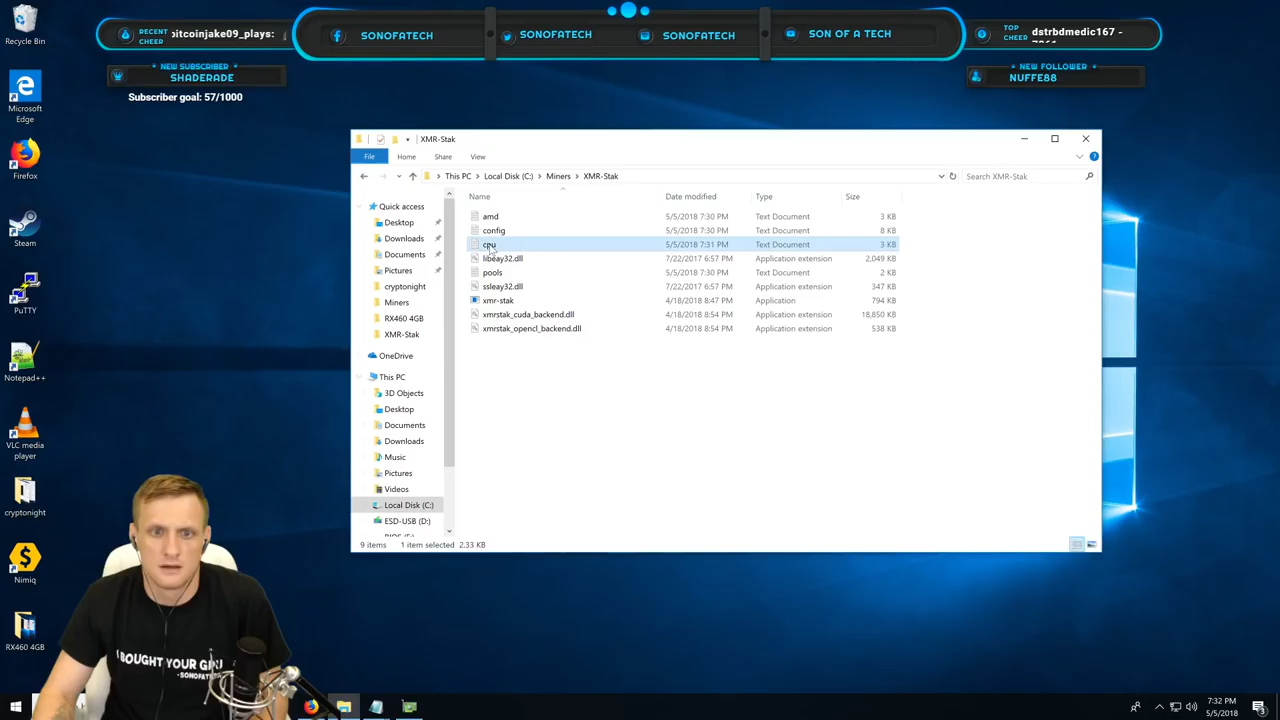 Recycle Bin
RECENT CHEER
bitcoinjake09_plays:
SONOFATECH
SONOFATECH
SONOFATECH
SON OF A TECH
TOP CHEER
dstrbdmedic167 -
NEW SUBSCRIBER
SHADERADE
Subscriber goal: 57/1000
NEW FOLLOWER
NUFFE88
Microsoft Edge
Firefox
Steam
PuTTY
Notepad++
VLC media player
cryptonight
Nimiq
RX460 4GB
XMR-Stak
File Home Share View
This PC > Local Disk (C:) > Miners > XMR-Stak
Search XMR-Stak
Quick access
Desktop
Downloads
Documents
Pictures
cryptonight
Miners
RX460 4GB
XMR-Stak
OneDrive
This PC
3D Objects
Desktop
Documents
Downloads
Music
Pictures
Videos
Local Disk (C:)
ESD-USB (D:)
Name Date modified Type Size
amd 5/5/2018 7:30 PM Text Document 3 KB
config 5/5/2018 7:30 PM Text Document 8 KB
cpu 5/5/2018 7:31 PM Text Document 3 KB
libeay32.dll 7/22/2017 6:57 PM Application extension 2,049 KB
pools 5/5/2018 7:30 PM Text Document 2 KB
ssleay32.dll 7/22/2017 6:57 PM Application extension 347 KB
xmr-stak 4/18/2018 8:47 PM Application 794 KB
xmrstak_cuda_backend.dll 4/18/2018 8:54 PM Application extension 18,850 KB
xmrstak_opencl_backend.dll 4/18/2018 8:54 PM Application extension 538 KB
9 items 1 item selected 2.33 KB
I BOUGHT YOUR GPU
7:32 PM
5/5/2018